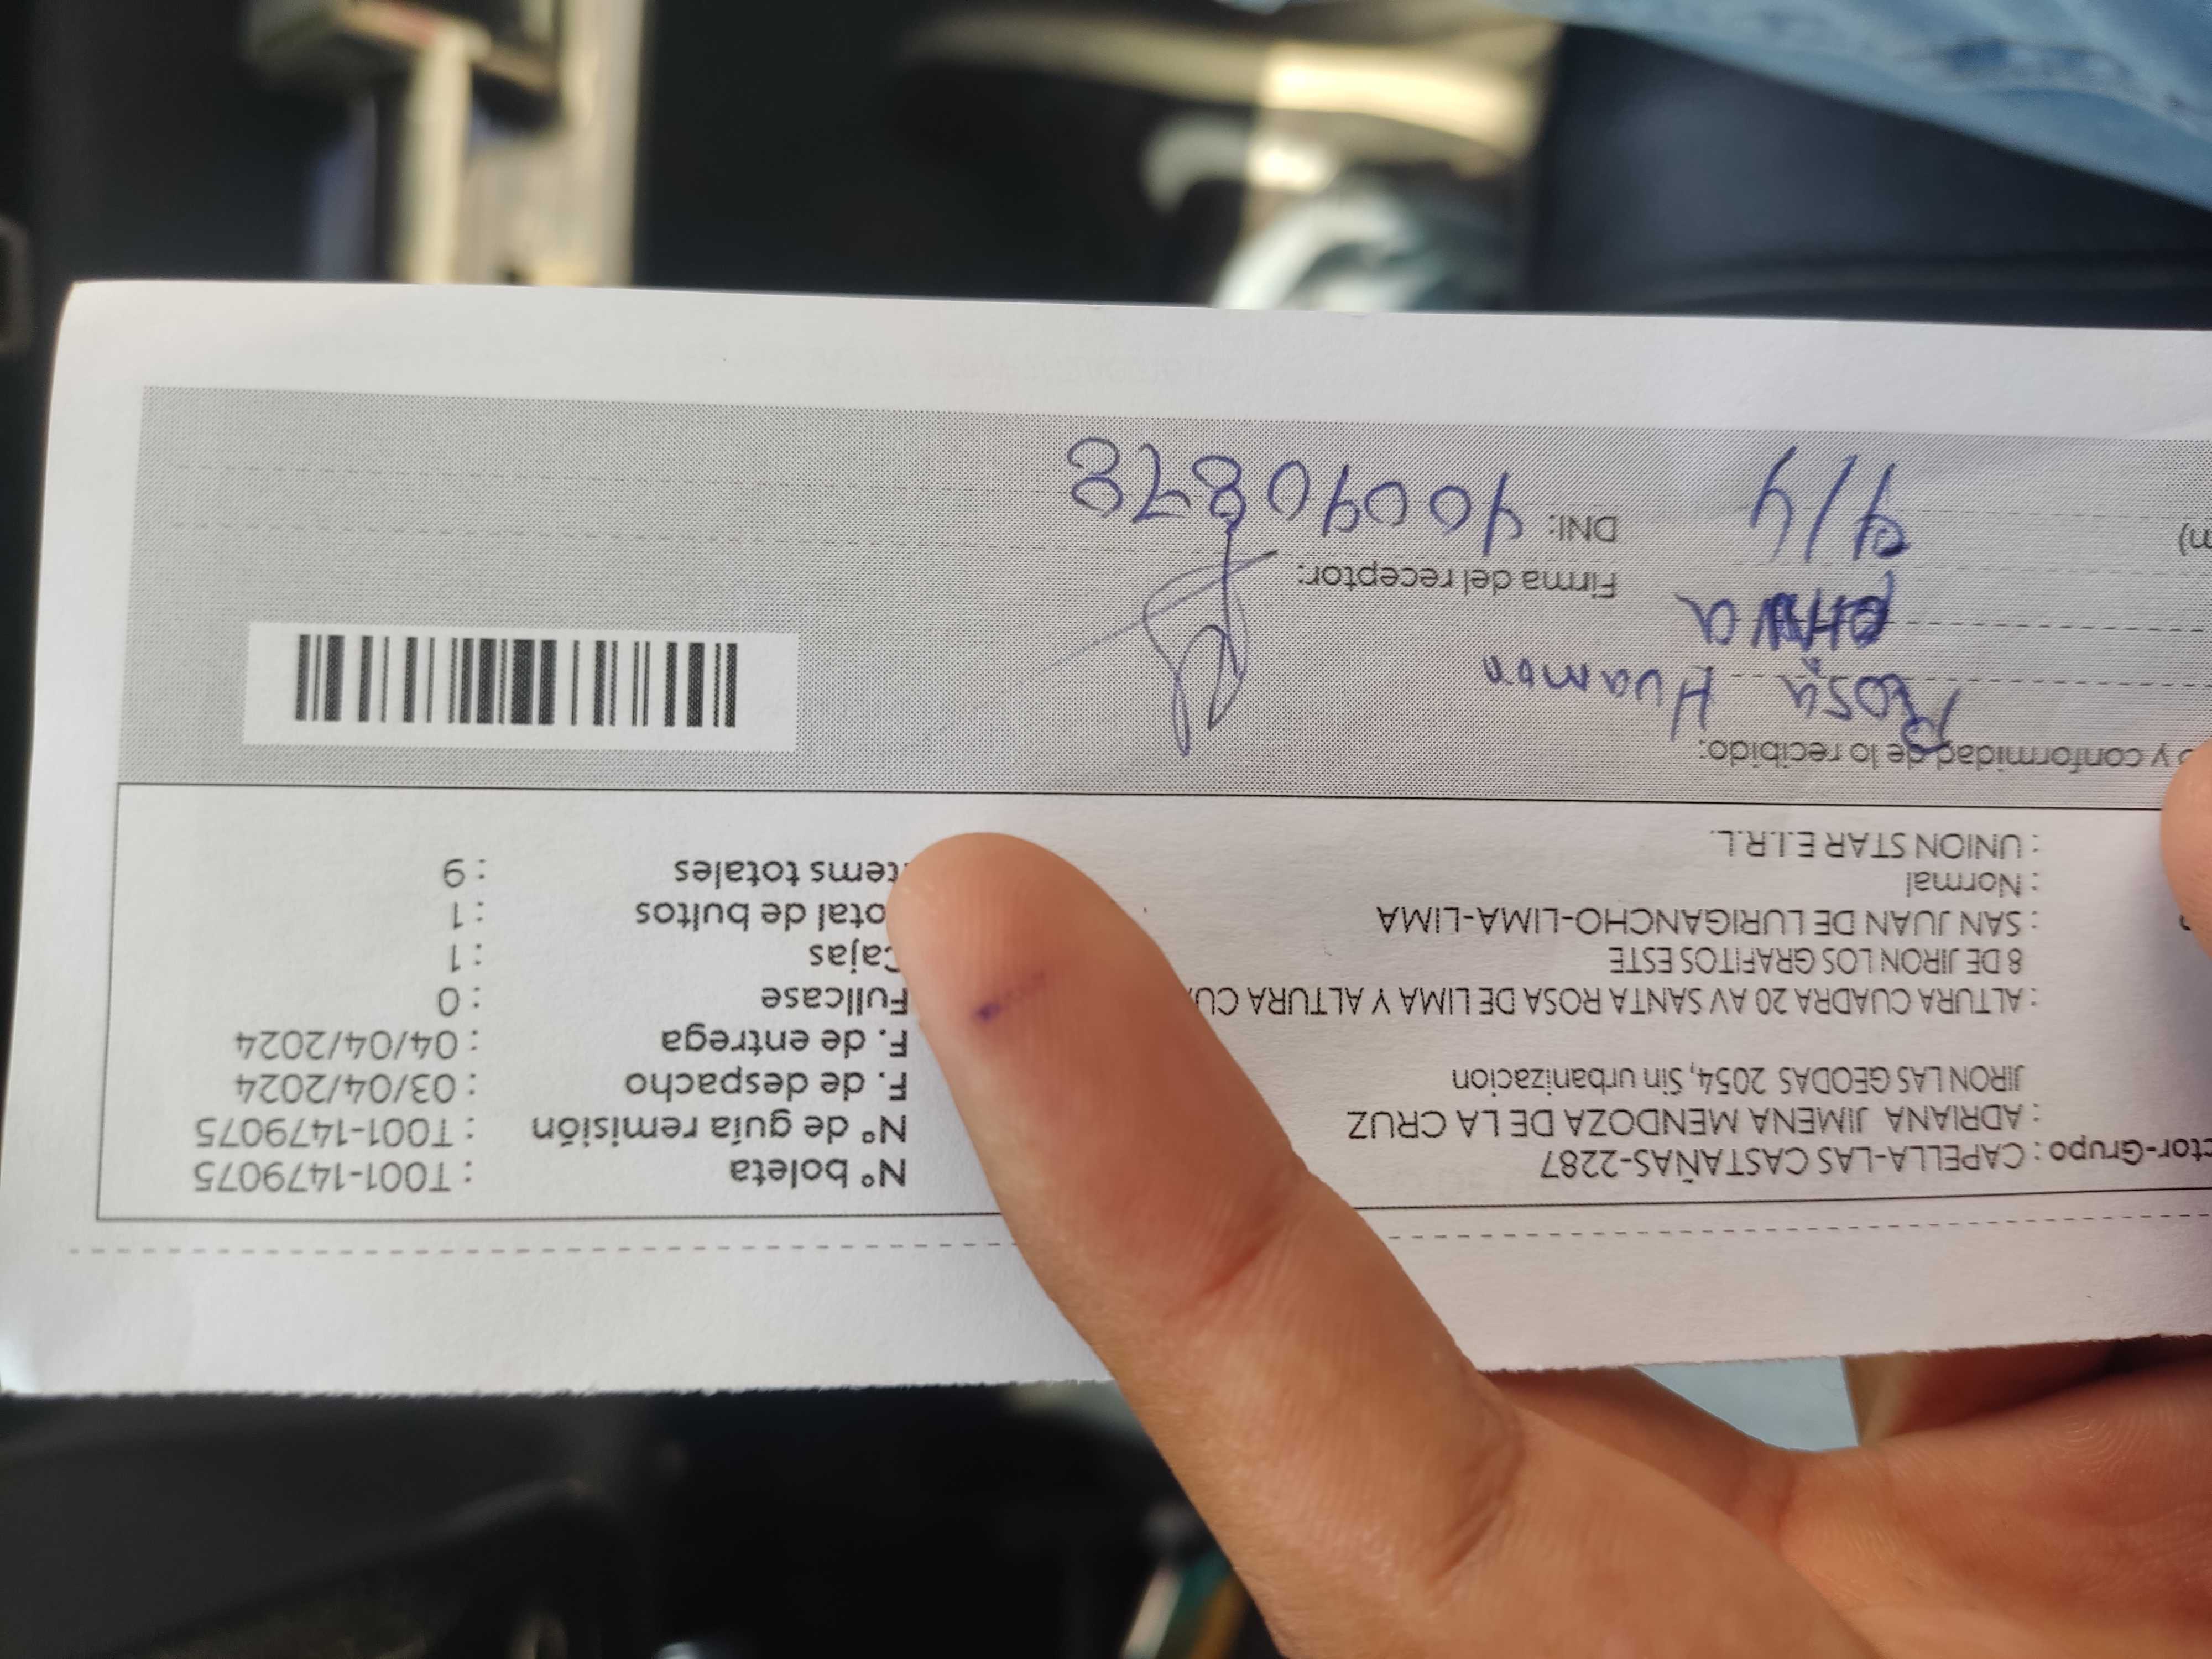 ctor-Grupo : CAPELLA-LAS CASTAÑAS-2287
: ADRIANA JIMENA MENDOZA DE LA CRUZ
JIRON LAS GEODAS 2054, Sin urbanizacion
: ALTURA CUADRA 20 AV SANTA ROSA DE LIMA Y ALTURA CU
8 DE JIRON LOS GRAFITOS ESTE
: SAN JUAN DE LURIGANCHO-LIMA-LIMA
: Normal
: UNION STAR E.I.R.L.
N° boleta : T001-1479075
N° de guía remisión : T001-1479075
F. de despacho : 03/04/2024
F. de entrega : 04/04/2024
Fullcase : 0
Cajas : 1
otal de bultos : 1
tems totales : 9
y conformidad de lo recibido:
Rosa Huaman
Firma del receptor:
m)
DNI: 40090878